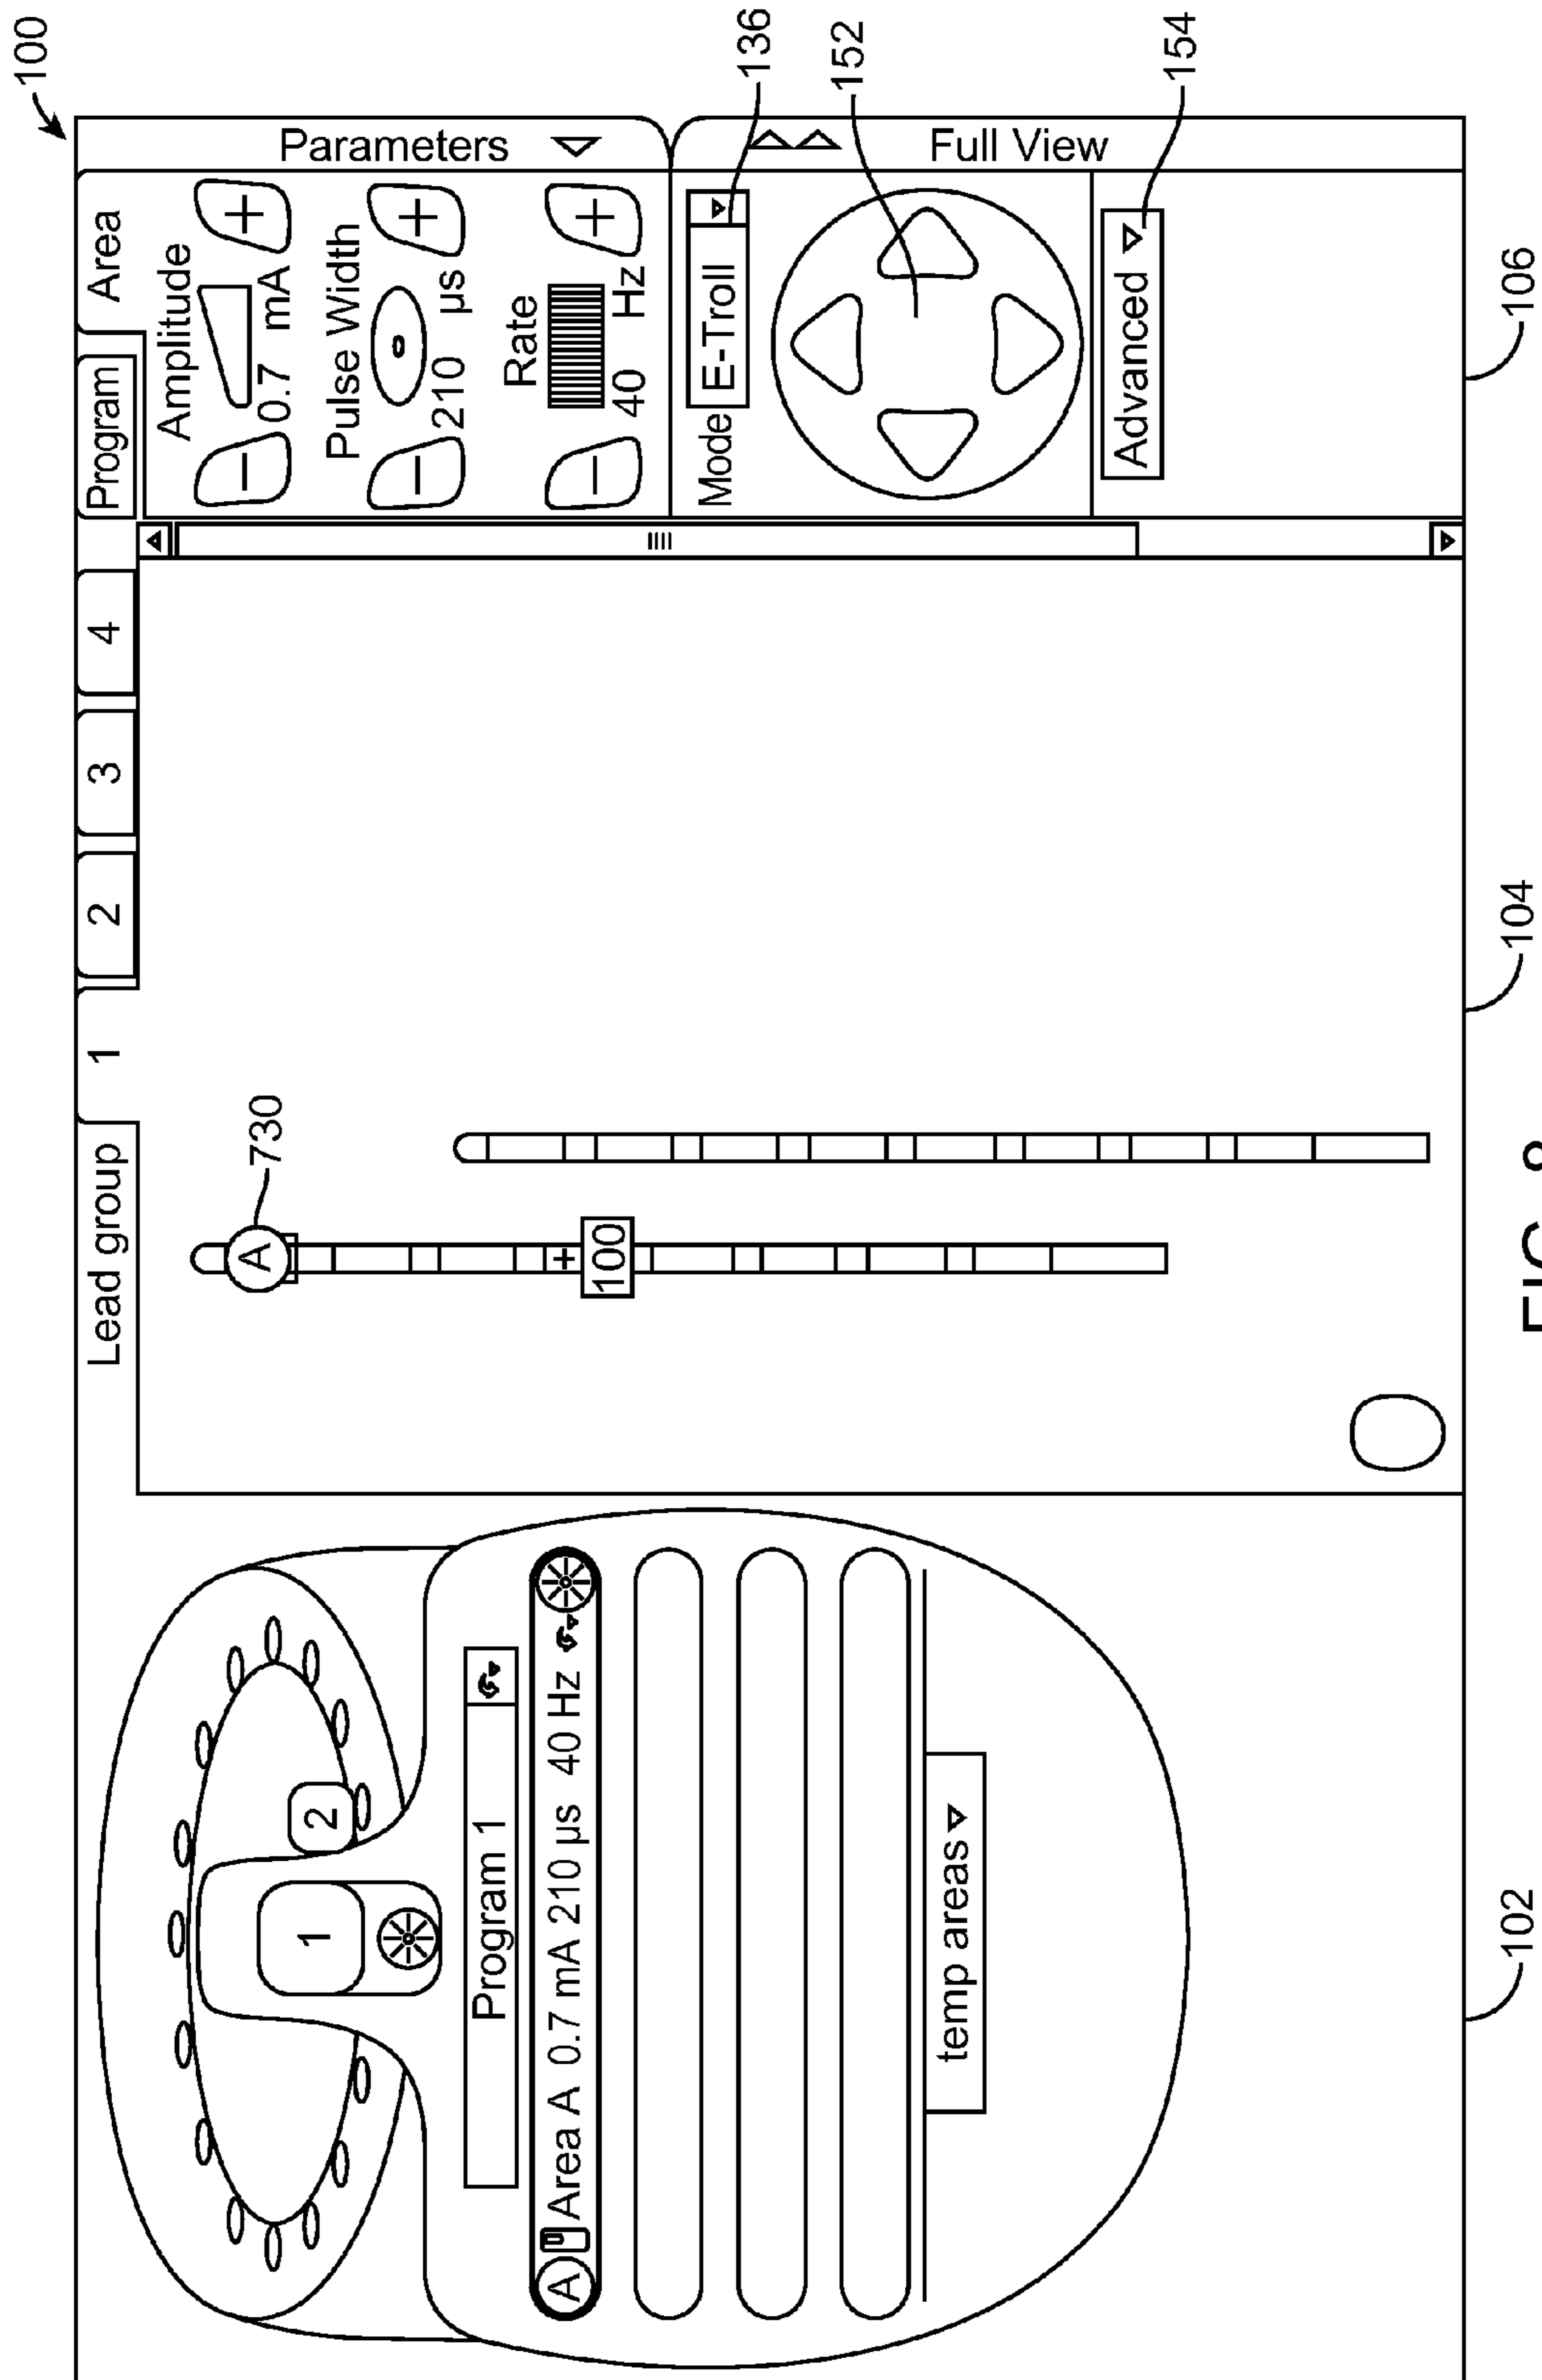 100
Lead group
1
2
3
4
Program
Area
1
2
Program 1
A
Area A 0.7 mA 210 µs 40 Hz
temp areas
A
730
+
100
Amplitude
−
+
0.7 mA
Pulse Width
−
+
210 µs
Rate
−
+
40 Hz
Parameters
Mode
E-Troll
136
152
Full View
Advanced
154
102
104
106